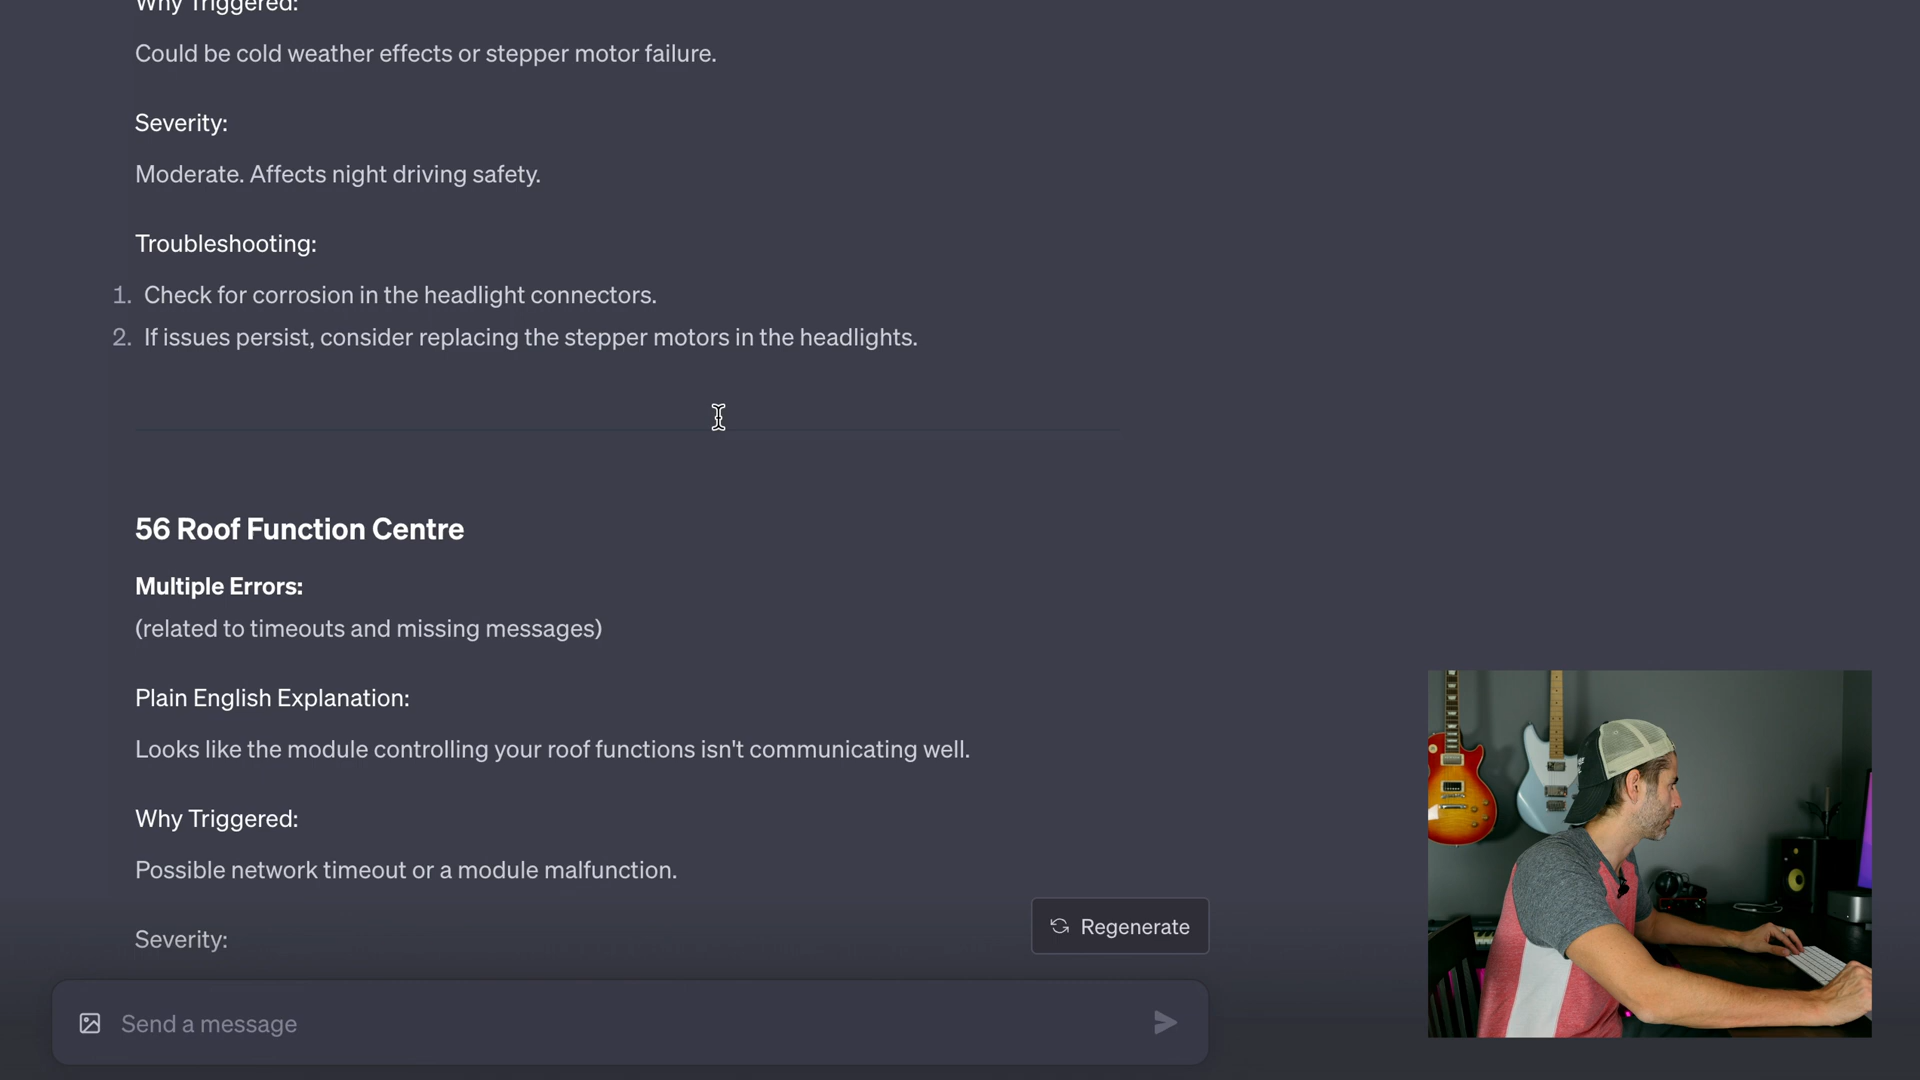 Why Triggered:
Could be cold weather effects or stepper motor failure.
Severity:
Moderate. Affects night driving safety.
Troubleshooting:
1. Check for corrosion in the headlight connectors.
2. If issues persist, consider replacing the stepper motors in the headlights.
56 Roof Function Centre
Multiple Errors:
(related to timeouts and missing messages)
Plain English Explanation:
Looks like the module controlling your roof functions isn't communicating well.
Why Triggered:
Possible network timeout or a module malfunction.
Severity:
Regenerate
Send a message